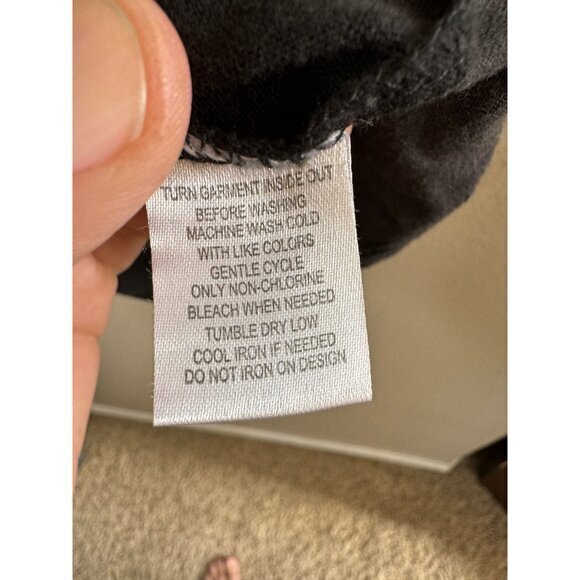 TURN GARMENT INSIDE OUT
BEFORE WASHING
MACHINE WASH COLD
WITH LIKE COLORS
GENTLE CYCLE
ONLY NON-CHLORINE
BLEACH WHEN NEEDED
TUMBLE DRY LOW
COOL IRON IF NEEDED
DO NOT IRON ON DESIGN